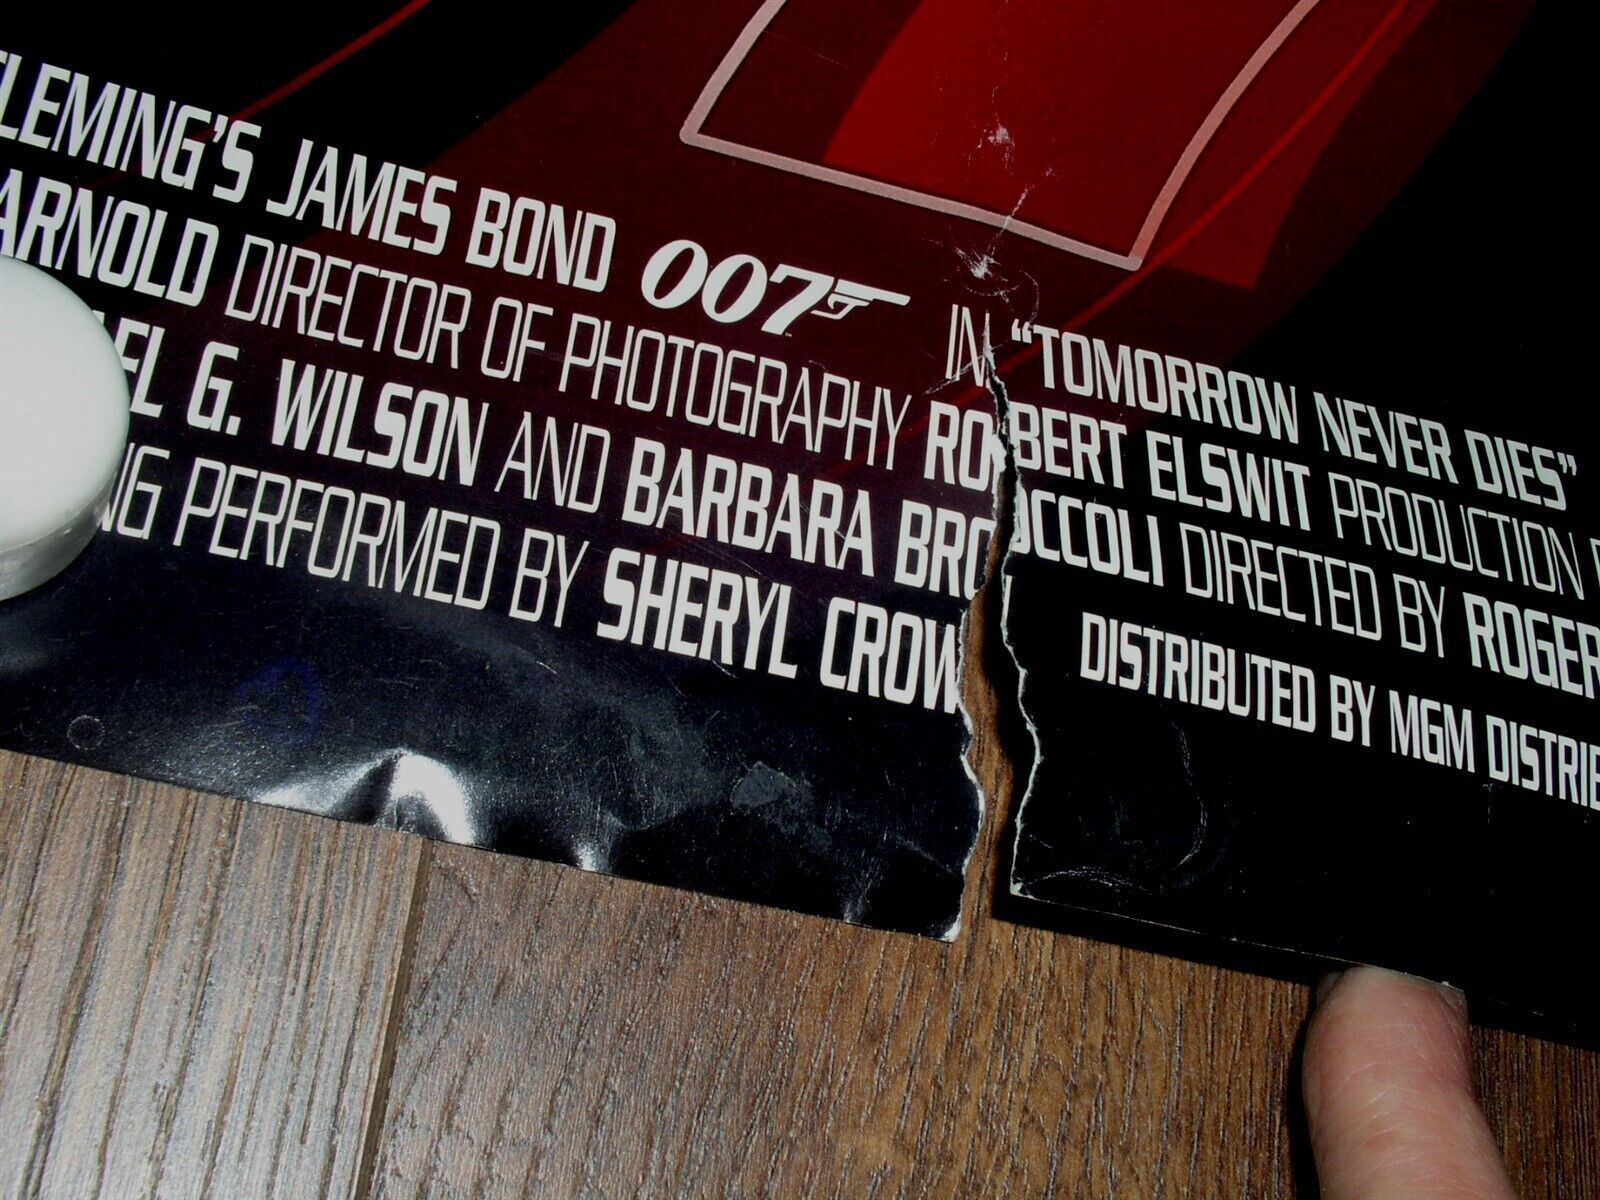 LEMING'S JAMES BOND 007 IN "TOMORROW NEVER DIES"
ARNOLD DIRECTOR OF PHOTOGRAPHY ROBERT ELSWIT PRODUCTION
EL G. WILSON AND BARBARA BROCCOLI DIRECTED BY ROGER
NG PERFORMED BY SHERYL CROW DISTRIBUTED BY MGM DISTRIB